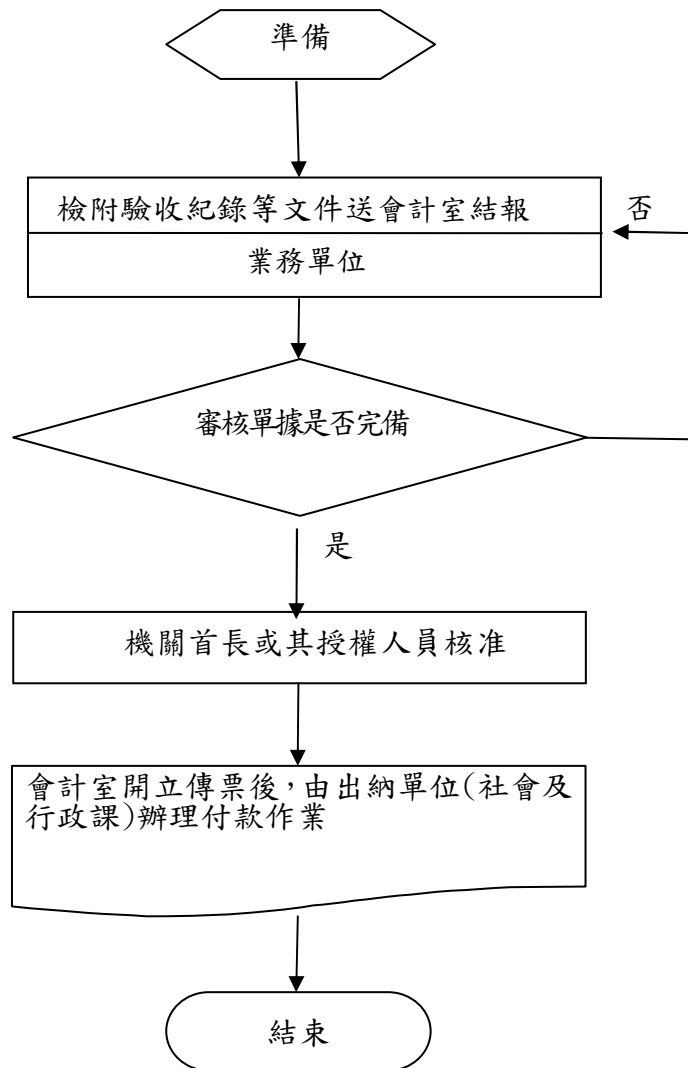 準備
檢附驗收紀錄等文件送會計室結報
否
業務單位
審核單據是否完備
是
機關首長或其授權人員核准
會計室開立傳票後,由出納單位(社會及
行政課)辦理付款作業
結束